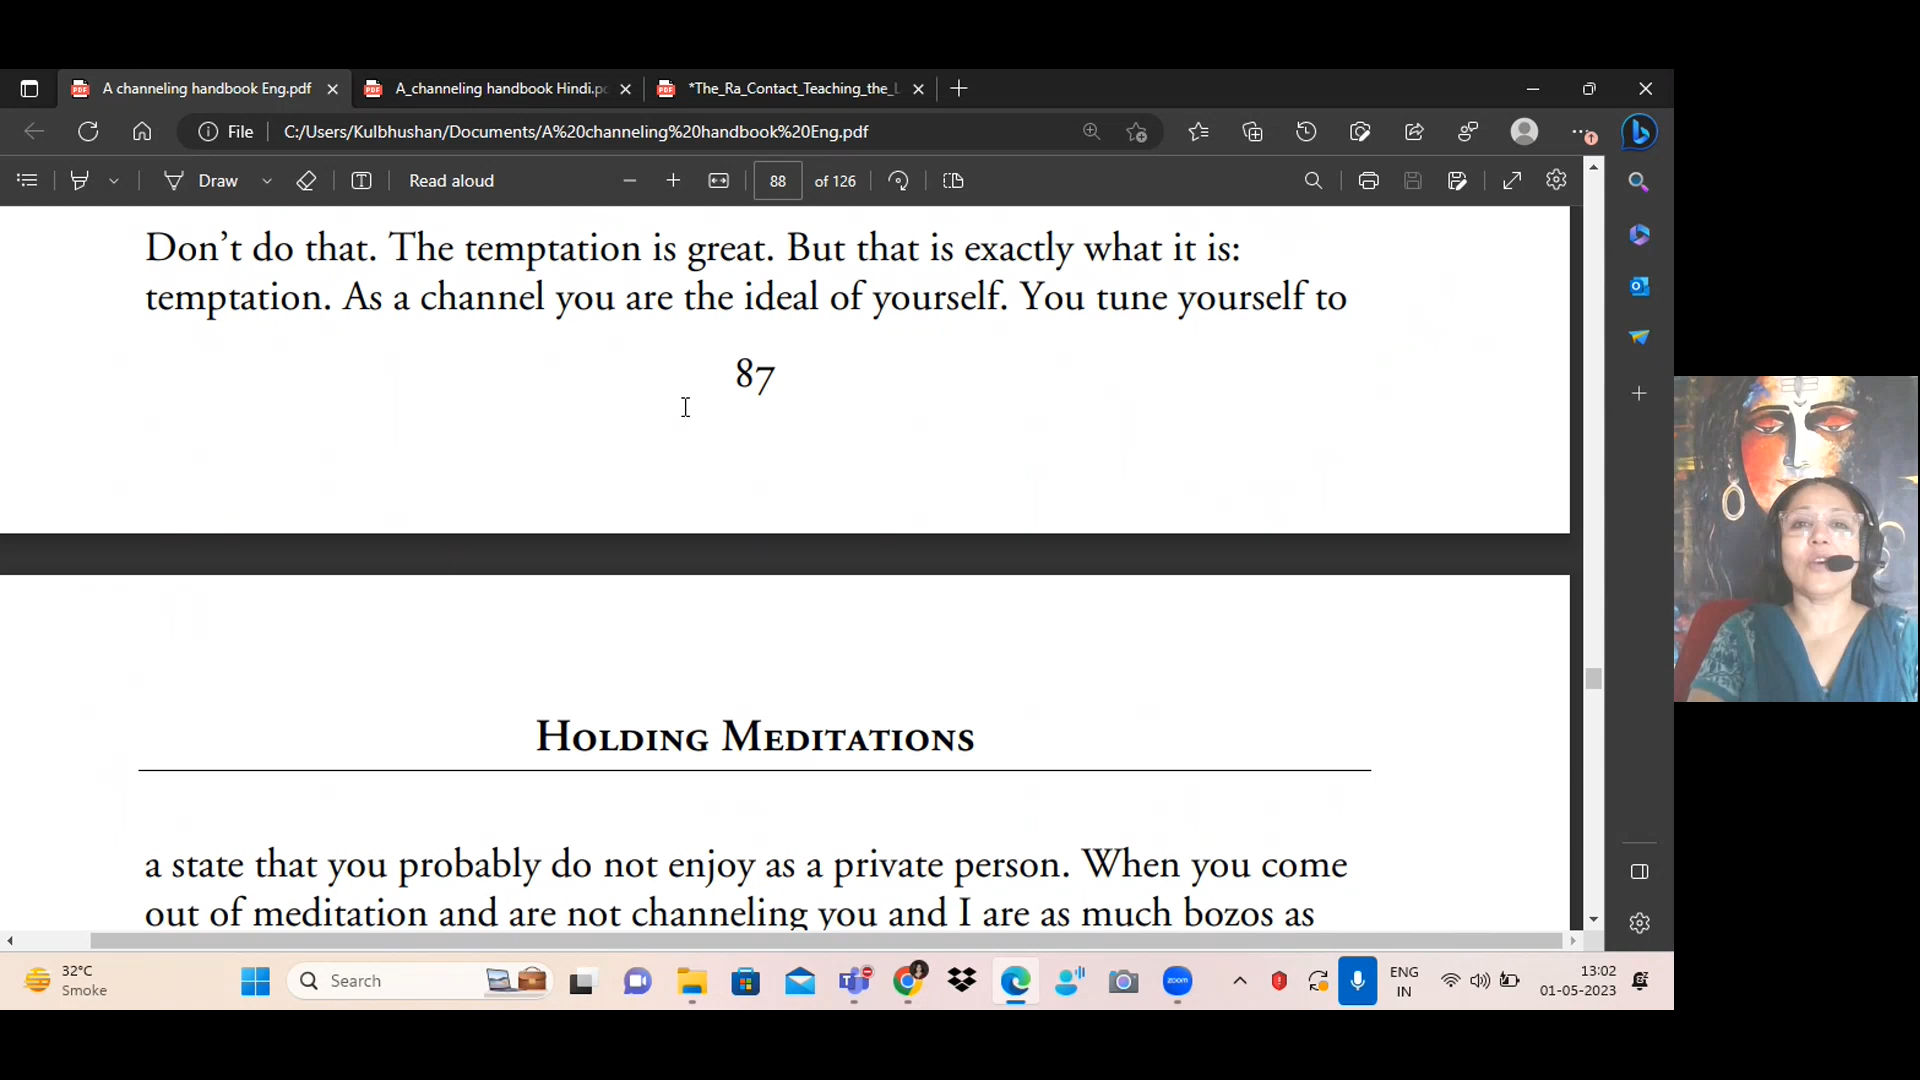 A channeling handbook Eng.pdf
A_channeling handbook Hindi.p
*The_Ra_Contact_Teaching_the_L
File
C:/Users/Kulbhushan/Documents/A%20channeling%20handbook%20Eng.pdf
Draw
Read aloud
88
of 126
Don’t do that. The temptation is great. But that is exactly what it is:
temptation. As a channel you are the ideal of yourself. You tune yourself to
87
Holding Meditations
a state that you probably do not enjoy as a private person. When you come
out of meditation and are not channeling you and I are as much bozos as
32°C
Smoke
Search
zoom
ENG
IN
13:02
01-05-2023